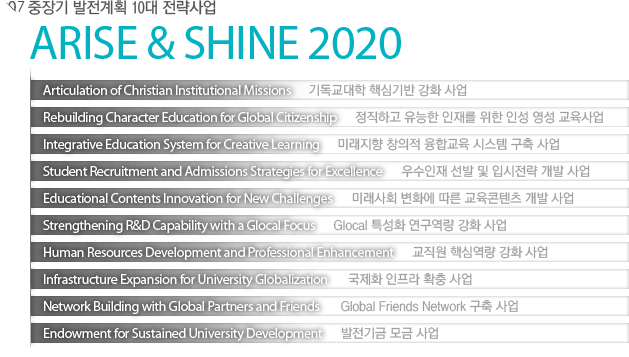 07 중장기 발전계획 10대 전략사업
ARISE & SHINE 2020
Articulation of Christian Institutional Missions 기독교대학 핵심기반 강화 사업
Rebuilding Character Education for Global Citizenship 정직하고 유능한 인재를 위한 인성 영성 교육사업
Integrative Education System for Creative Learning 미래지향 창의적 융합교육 시스템 구축 사업
Student Recruitment and Admissions Strategies for Excellence 우수인재 선발 및 입시전략 개발 사업
Educational Contents Innovation for New Challenges 미래사회 변화에 따른 교육콘텐츠 개발 사업
Strengthening R&D Capability with a Glocal Focus Glocal 특성화 연구역량 강화 사업
Human Resources Development and Professional Enhancement 교직원 핵심역량 강화 사업
Infrastructure Expansion for University Globalization 국제화 인프라 확충 사업
Network Building with Global Partners and Friends Global Friends Network 구축 사업
Endowment for Sustained University Development 발전기금 모금 사업